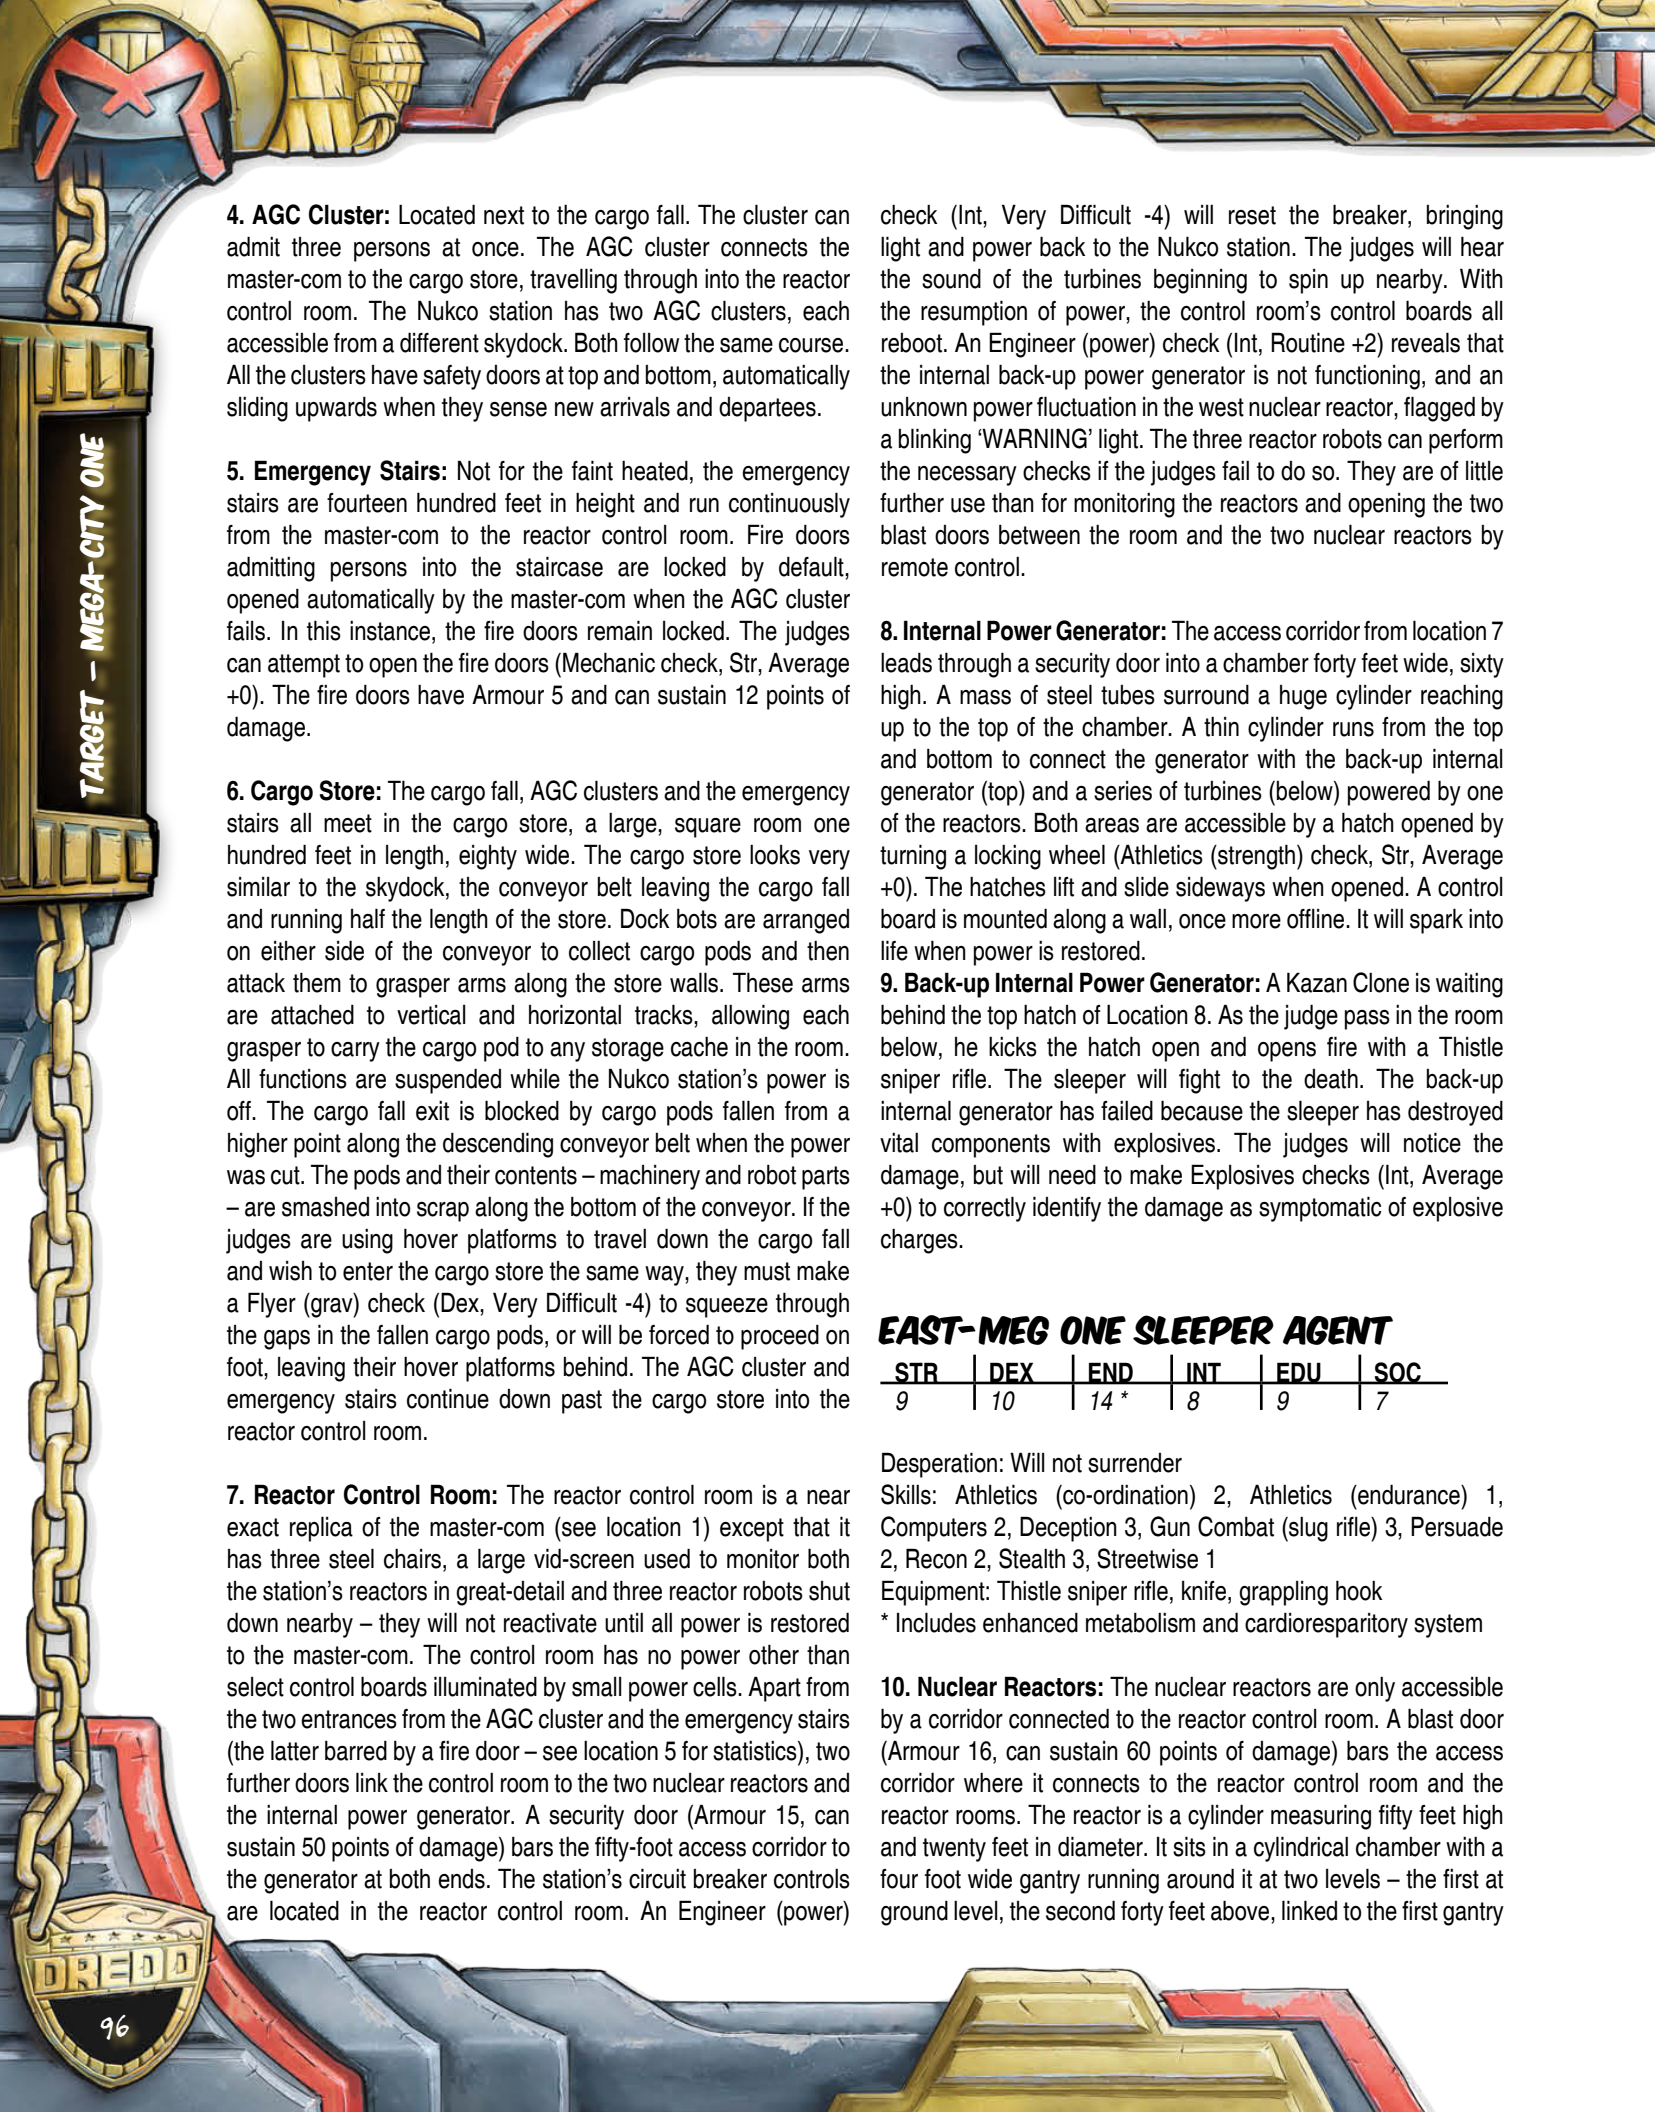 TARGET – MEGA-CITY ONE
4. AGC Cluster: Located next to the cargo fall. The cluster can
admit three persons at once. The AGC cluster connects the
master-com to the cargo store, travelling through into the reactor
control room. The Nukco station has two AGC clusters, each
accessible from a different skydock. Both follow the same course.
All the clusters have safety doors at top and bottom, automatically
sliding upwards when they sense new arrivals and departees.
5. Emergency Stairs: Not for the faint heated, the emergency
stairs are fourteen hundred feet in height and run continuously
from the master-com to the reactor control room. Fire doors
admitting persons into the staircase are locked by default,
opened automatically by the master-com when the AGC cluster
fails. In this instance, the fire doors remain locked. The judges
can attempt to open the fire doors (Mechanic check, Str, Average
+0). The fire doors have Armour 5 and can sustain 12 points of
damage.
6. Cargo Store: The cargo fall, AGC clusters and the emergency
stairs all meet in the cargo store, a large, square room one
hundred feet in length, eighty wide. The cargo store looks very
similar to the skydock, the conveyor belt leaving the cargo fall
and running half the length of the store. Dock bots are arranged
on either side of the conveyor to collect cargo pods and then
attack them to grasper arms along the store walls. These arms
are attached to vertical and horizontal tracks, allowing each
grasper to carry the cargo pod to any storage cache in the room.
All functions are suspended while the Nukco station's power is
off. The cargo fall exit is blocked by cargo pods fallen from a
higher point along the descending conveyor belt when the power
was cut. The pods and their contents – machinery and robot parts
– are smashed into scrap along the bottom of the conveyor. If the
judges are using hover platforms to travel down the cargo fall
and wish to enter the cargo store the same way, they must make
a Flyer (grav) check (Dex, Very Difficult -4) to squeeze through
the gaps in the fallen cargo pods, or will be forced to proceed on
foot, leaving their hover platforms behind. The AGC cluster and
emergency stairs continue down past the cargo store into the
reactor control room.
7. Reactor Control Room: The reactor control room is a near
exact replica of the master-com (see location 1) except that it
has three steel chairs, a large vid-screen used to monitor both
the station's reactors in great-detail and three reactor robots shut
down nearby – they will not reactivate until all power is restored
to the master-com. The control room has no power other than
select control boards illuminated by small power cells. Apart from
the two entrances from the AGC cluster and the emergency stairs
(the latter barred by a fire door – see location 5 for statistics), two
further doors link the control room to the two nuclear reactors and
the internal power generator. A security door (Armour 15, can
sustain 50 points of damage) bars the fifty-foot access corridor to
the generator at both ends. The station's circuit breaker controls
are located in the reactor control room. An Engineer (power)
check (Int, Very Difficult -4) will reset the breaker, bringing
light and power back to the Nukco station. The judges will hear
the sound of the turbines beginning to spin up nearby. With
the resumption of power, the control room's control boards all
reboot. An Engineer (power) check (Int, Routine +2) reveals that
the internal back-up power generator is not functioning, and an
unknown power fluctuation in the west nuclear reactor, flagged by
a blinking 'WARNING' light. The three reactor robots can perform
the necessary checks if the judges fail to do so. They are of little
further use than for monitoring the reactors and opening the two
blast doors between the room and the two nuclear reactors by
remote control.
8. Internal Power Generator: The access corridor from location 7
leads through a security door into a chamber forty feet wide, sixty
high. A mass of steel tubes surround a huge cylinder reaching
up to the top of the chamber. A thin cylinder runs from the top
and bottom to connect the generator with the back-up internal
generator (top) and a series of turbines (below) powered by one
of the reactors. Both areas are accessible by a hatch opened by
turning a locking wheel (Athletics (strength) check, Str, Average
+0). The hatches lift and slide sideways when opened. A control
board is mounted along a wall, once more offline. It will spark into
life when power is restored.
9. Back-up Internal Power Generator: A Kazan Clone is waiting
behind the top hatch of Location 8. As the judge pass in the room
below, he kicks the hatch open and opens fire with a Thistle
sniper rifle. The sleeper will fight to the death. The back-up
internal generator has failed because the sleeper has destroyed
vital components with explosives. The judges will notice the
damage, but will need to make Explosives checks (Int, Average
+0) to correctly identify the damage as symptomatic of explosive
charges.
EAST-MEG ONE SLEEPER AGENT
STR DEX END INT EDU SOC
9 10 14 * 8 9 7
Desperation: Will not surrender
Skills: Athletics (co-ordination) 2, Athletics (endurance) 1,
Computers 2, Deception 3, Gun Combat (slug rifle) 3, Persuade
2, Recon 2, Stealth 3, Streetwise 1
Equipment: Thistle sniper rifle, knife, grappling hook
* Includes enhanced metabolism and cardioresparitory system
10. Nuclear Reactors: The nuclear reactors are only accessible
by a corridor connected to the reactor control room. A blast door
(Armour 16, can sustain 60 points of damage) bars the access
corridor where it connects to the reactor control room and the
reactor rooms. The reactor is a cylinder measuring fifty feet high
and twenty feet in diameter. It sits in a cylindrical chamber with a
four foot wide gantry running around it at two levels – the first at
ground level, the second forty feet above, linked to the first gantry
DREDD
96